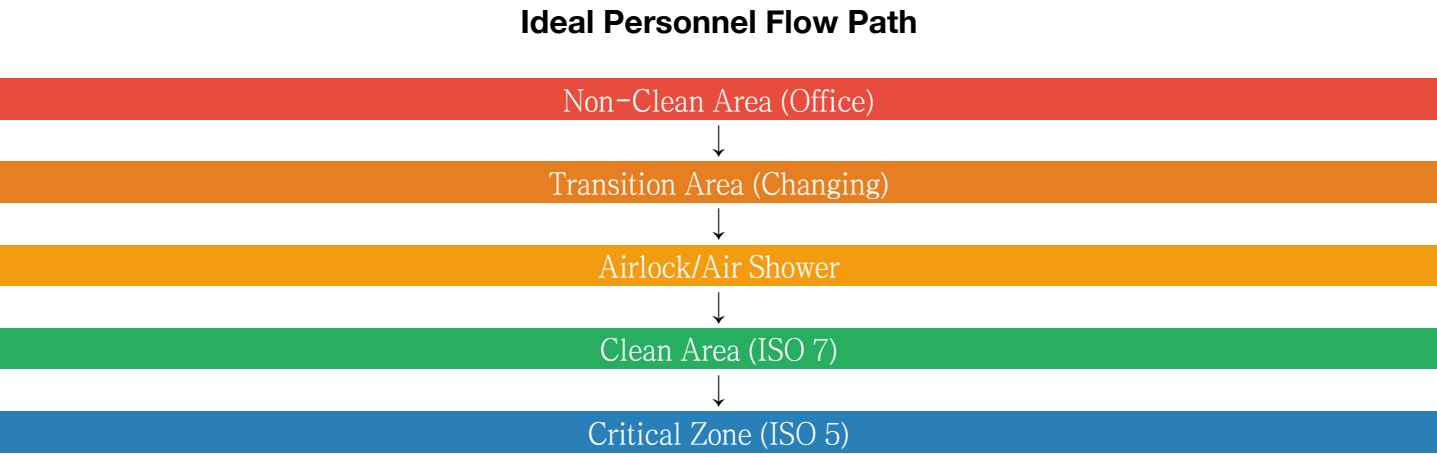 Ideal Personnel Flow Path
Non-Clean Area (Office)
↓
Transition Area (Changing)
↓
Airlock/Air Shower
↓
Clean Area (ISO 7)
↓
Critical Zone (ISO 5)